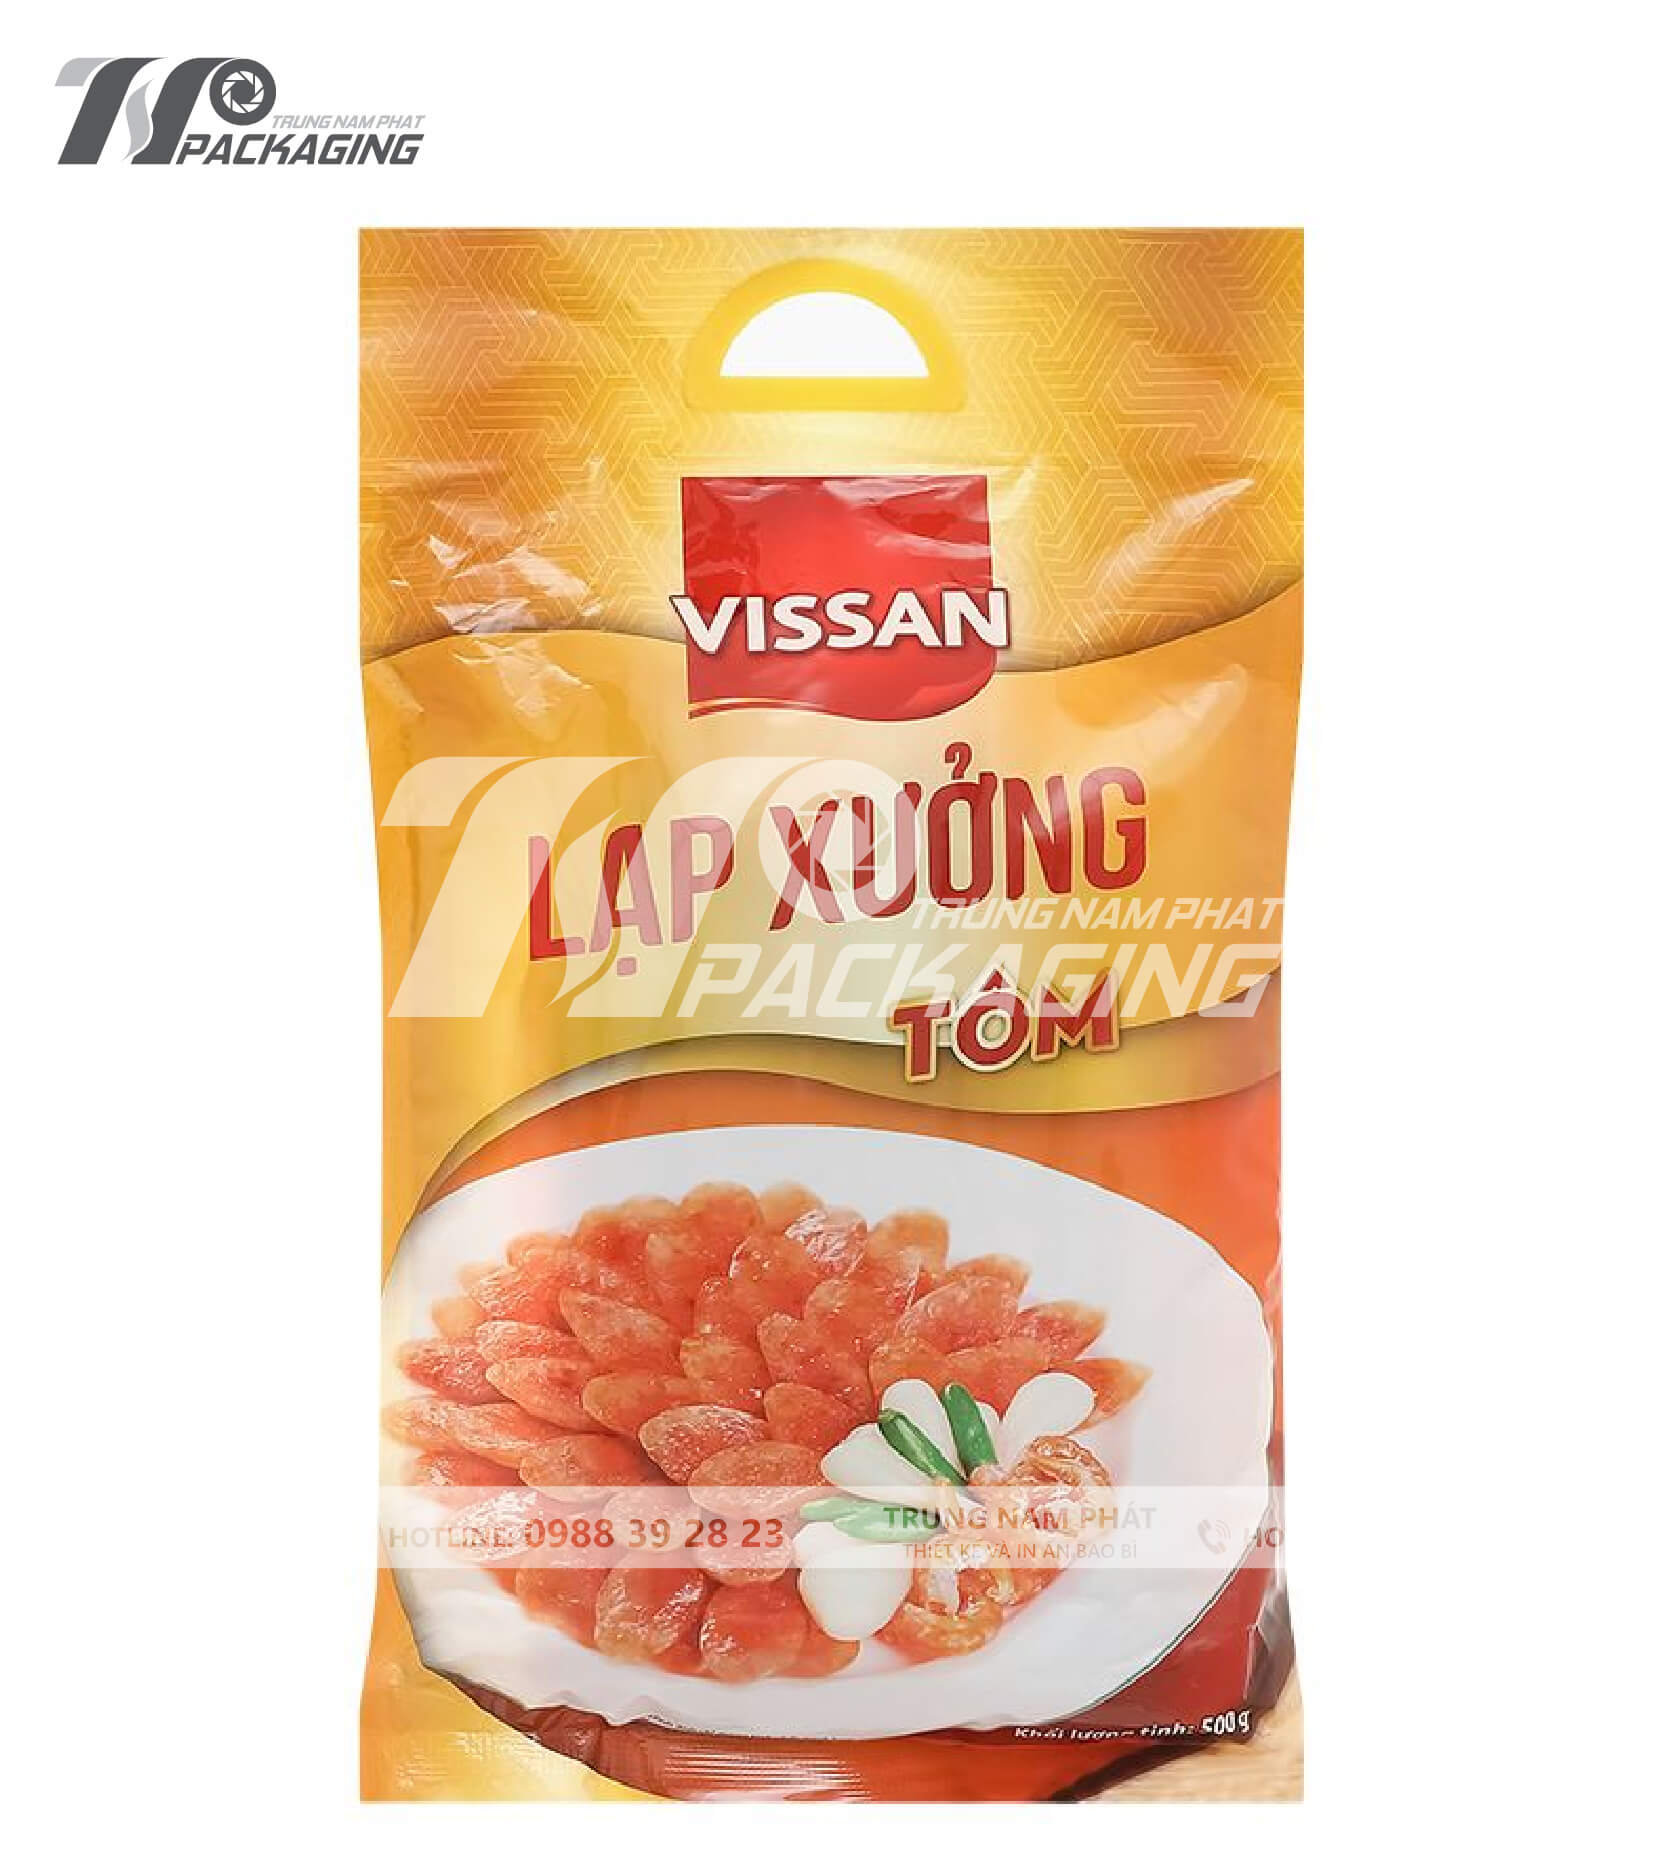 TRUNG NAM PHAT
PACKAGING
VISSAN
LẠP XƯỞNG
TRUNG NAM PHAT
PACKAGING
TÔM
HOTLINE: 0988 39 28 23
TRUNG NAM PHÁT
THIẾT KẾ VÀ IN ẤN BAO BÌ
HO
Khối lượng tịnh: 500g